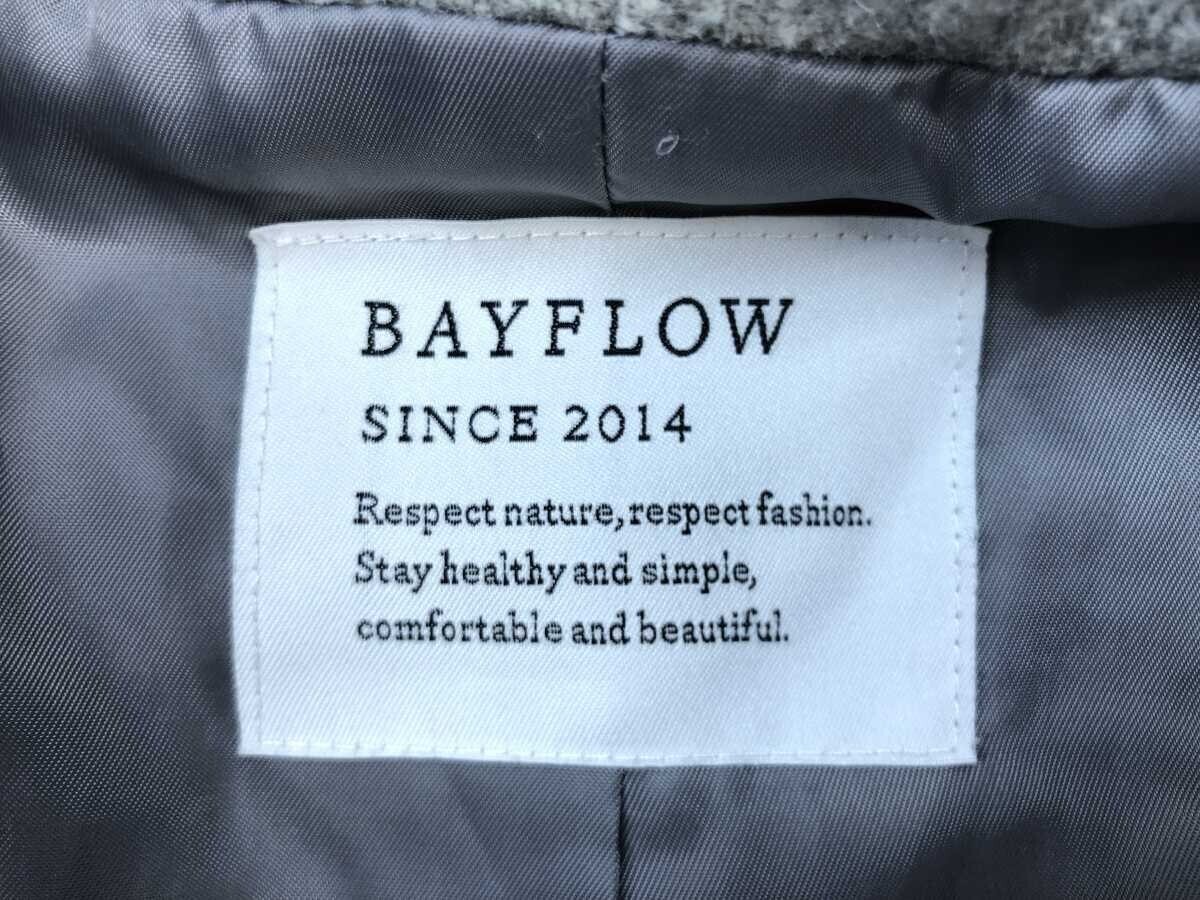 BAYFLOW
SINCE 2014
Respect nature, respect fashion.
Stay healthy and simple,
comfortable and beautiful.